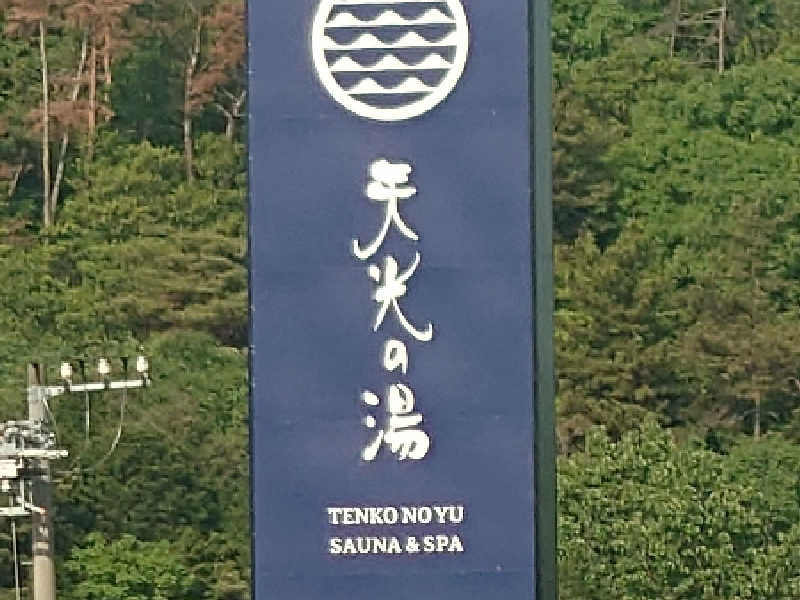 天光の湯
TENKO NO YU
SAUNA & SPA